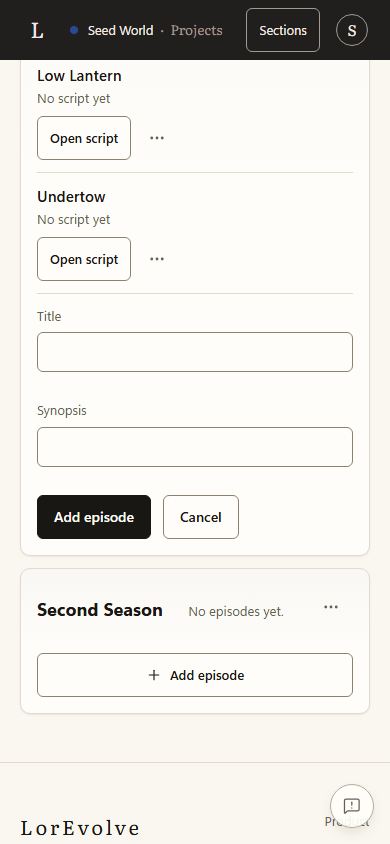 L
Seed World · Projects
Sections
S
Low Lantern
No script yet
Open script
Undertow
No script yet
Open script
Title
Synopsis
Add episode
Cancel
Second Season
No episodes yet.
Add episode
LorEvolve